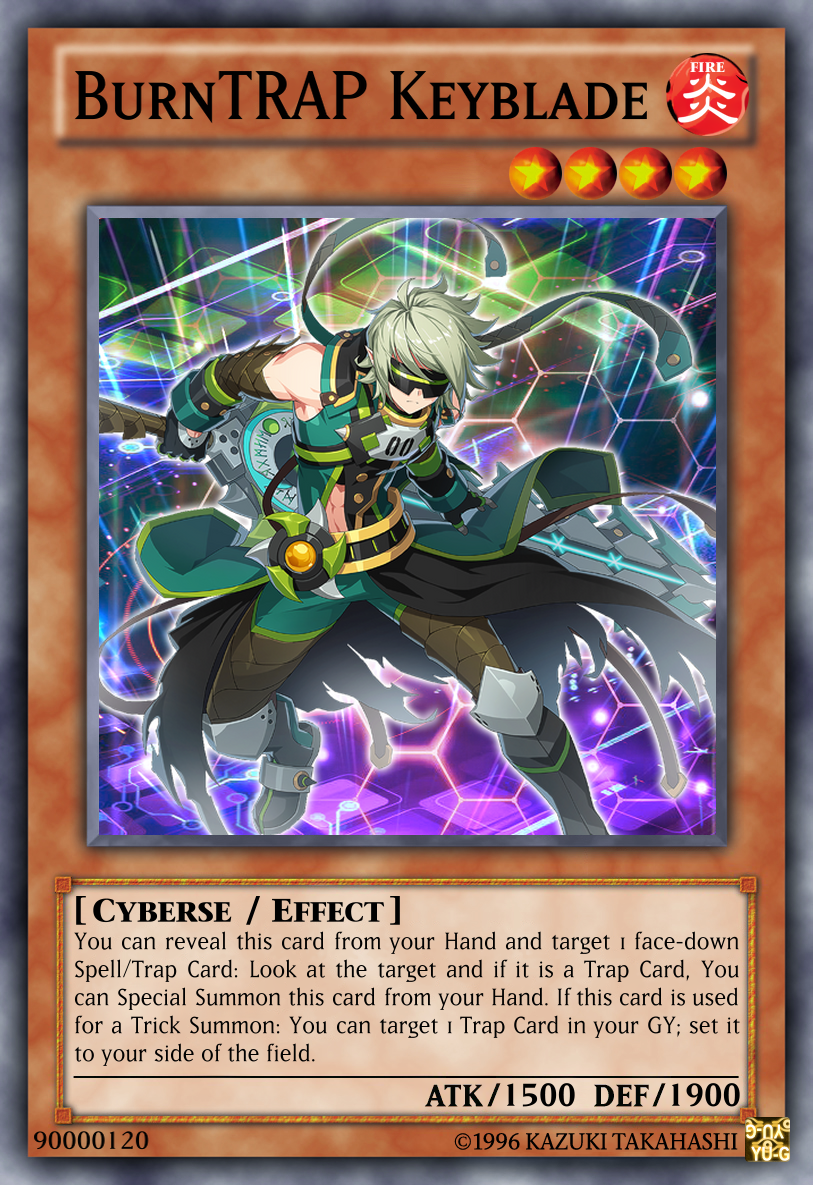 BurnTRAP Keyblade
FIRE
炎
00
[ Cyberse / Effect ]
You can reveal this card from your Hand and target 1 face-down
Spell/Trap Card: Look at the target and if it is a Trap Card, You
can Special Summon this card from your Hand. If this card is used
for a Trick Summon: You can target 1 Trap Card in your GY; set it
to your side of the field.
ATK/1500 DEF/1900
90000120
©1996 KAZUKI TAKAHASHI